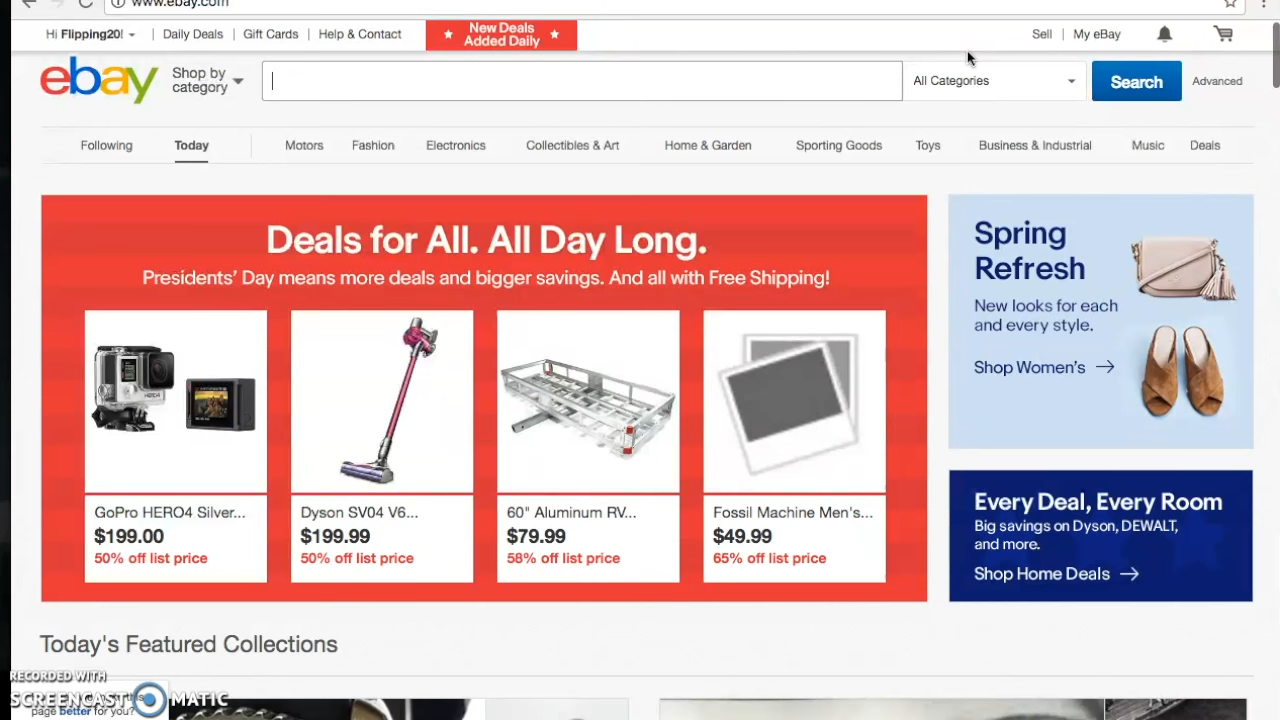 www.ebay.com
Hi Flipping20!
Daily Deals
Gift Cards
Help & Contact
New Deals
Added Daily
Sell
My eBay
ebay
Shop by
category
All Categories
Search
Advanced
Following
Today
Motors
Fashion
Electronics
Collectibles & Art
Home & Garden
Sporting Goods
Toys
Business & Industrial
Music
Deals
Deals for All. All Day Long.
Presidents' Day means more deals and bigger savings. And all with Free Shipping!
GoPro HERO4 Silver...
$199.00
50% off list price
Dyson SV04 V6...
$199.99
50% off list price
60" Aluminum RV...
$79.99
58% off list price
Fossil Machine Men's...
$49.99
65% off list price
Spring
Refresh
New looks for each
and every style.
Shop Women's
Every Deal, Every Room
Big savings on Dyson, DEWALT,
and more.
Shop Home Deals
Today's Featured Collections
RECORDED WITH
SCREENCAST MATIC
page better for you?